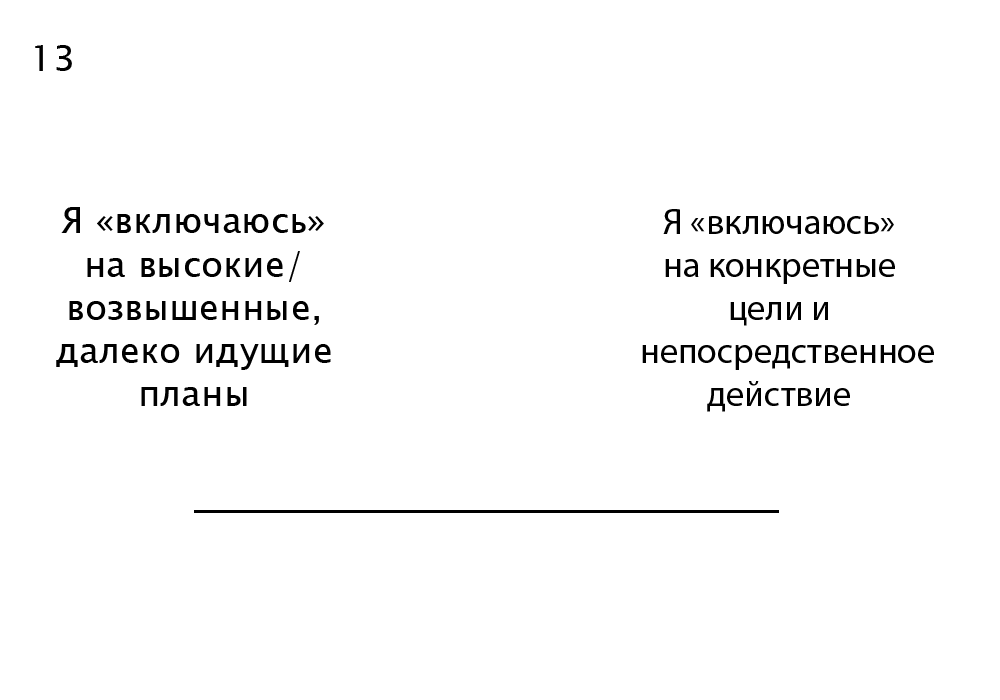 13
Я «включаюсь»
на высокие/
возвышенные,
далеко идущие
планы
Я «включаюсь»
на конкретные
цели и
непосредственное
действие